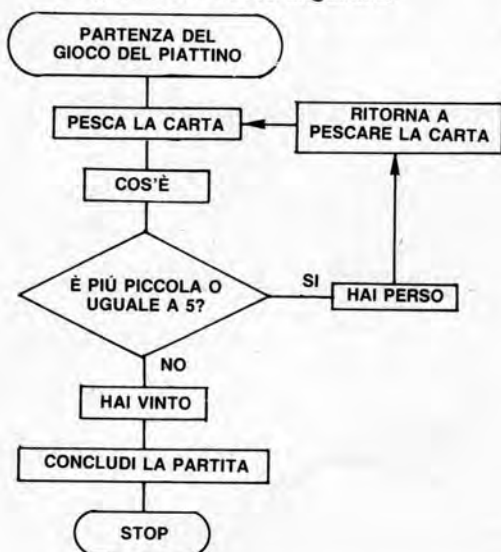 PARTENZA DEL
GIOCO DEL PIATTINO
PESCA LA CARTA
RITORNA A
PESCARE LA CARTA
COS'È
È PIÚ PICCOLA O
UGUALE A 5?
SI
HAI PERSO
NO
HAI VINTO
CONCLUDI LA PARTITA
STOP